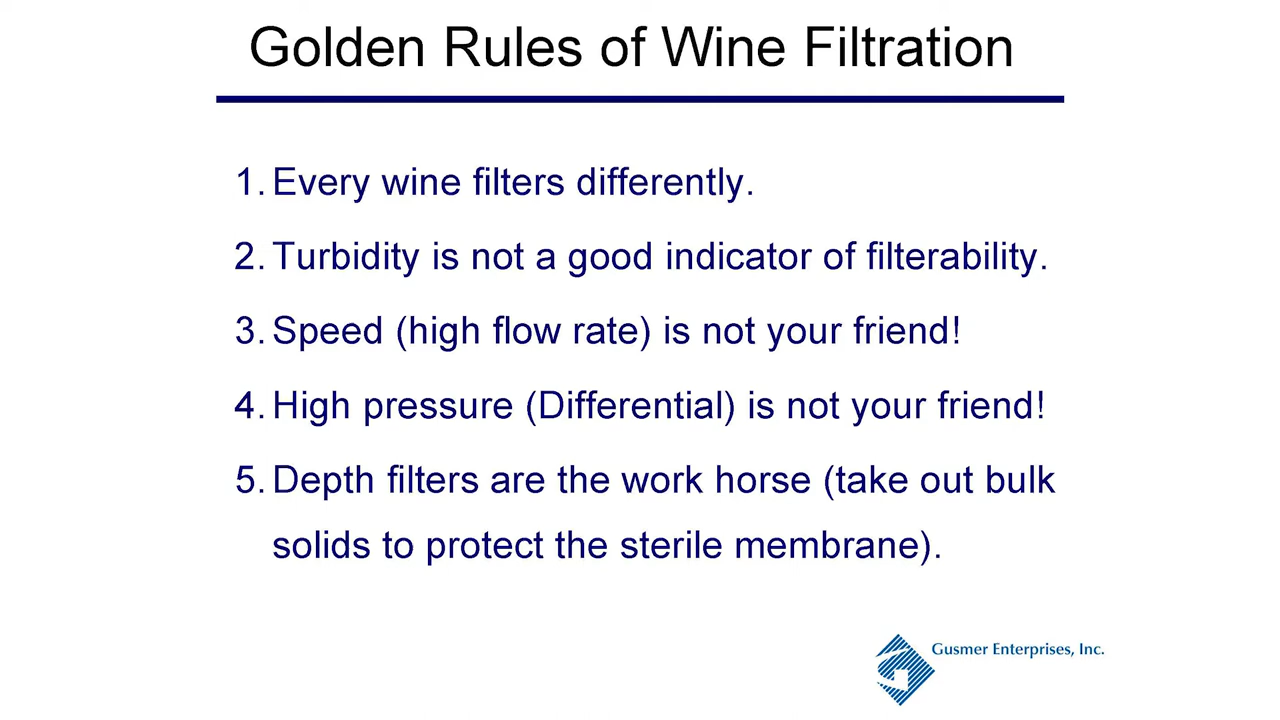 Golden Rules of Wine Filtration
1. Every wine filters differently.
2. Turbidity is not a good indicator of filterability.
3. Speed (high flow rate) is not your friend!
4. High pressure (Differential) is not your friend!
5. Depth filters are the work horse (take out bulk
solids to protect the sterile membrane).
Gusmer Enterprises, Inc.